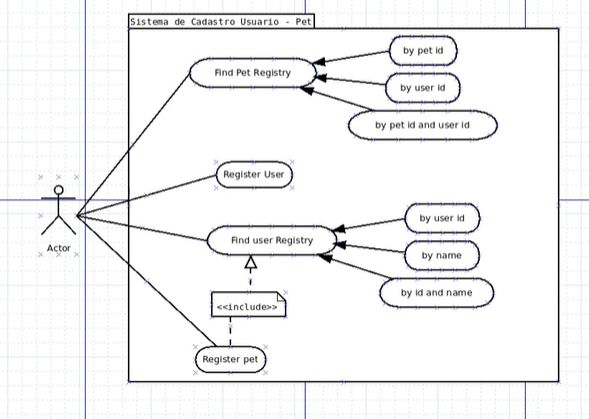 Sistema de Cadastro Usuario - Pet
by pet id
Find Pet Registry
by user id
by pet id and user id
Register User
by user id
Find user Registry
Actor
by name
by id and name
<<include>>
Register pet